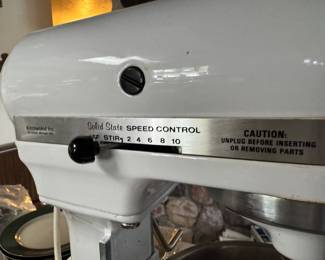 Solid State SPEED CONTROL
STIR 2 4 6 8 10
CAUTION:
UNPLUG BEFORE INSERTING
OR REMOVING PARTS